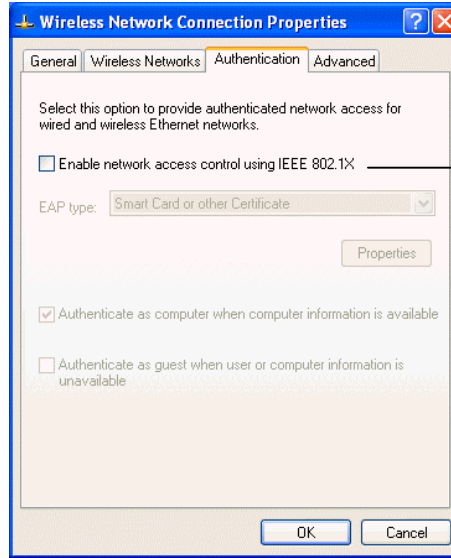 Wireless Network Connection Properties
General Wireless Networks Authentication Advanced
Select this option to provide authenticated network access for
wired and wireless Ethernet networks.
Enable network access control using IEEE 802.1X
EAP type: Smart Card or other Certificate
Properties
Authenticate as computer when computer information is available
Authenticate as guest when user or computer information is
unavailable
OK Cancel